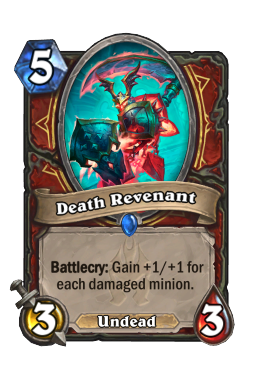 5
Death Revenant
Battlecry: Gain +1/+1 for
each damaged minion.
3 Undead 3